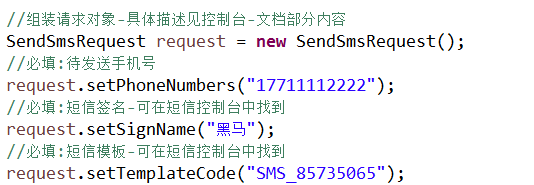 //组装请求对象-具体描述见控制台-文档部分内容
SendSmsRequest request = new SendSmsRequest();
//必填:待发送手机号
request.setPhoneNumbers("17711112222");
//必填:短信签名-可在短信控制台中找到
request.setSignName("黑马");
//必填:短信模板-可在短信控制台中找到
request.setTemplateCode("SMS_85735065");